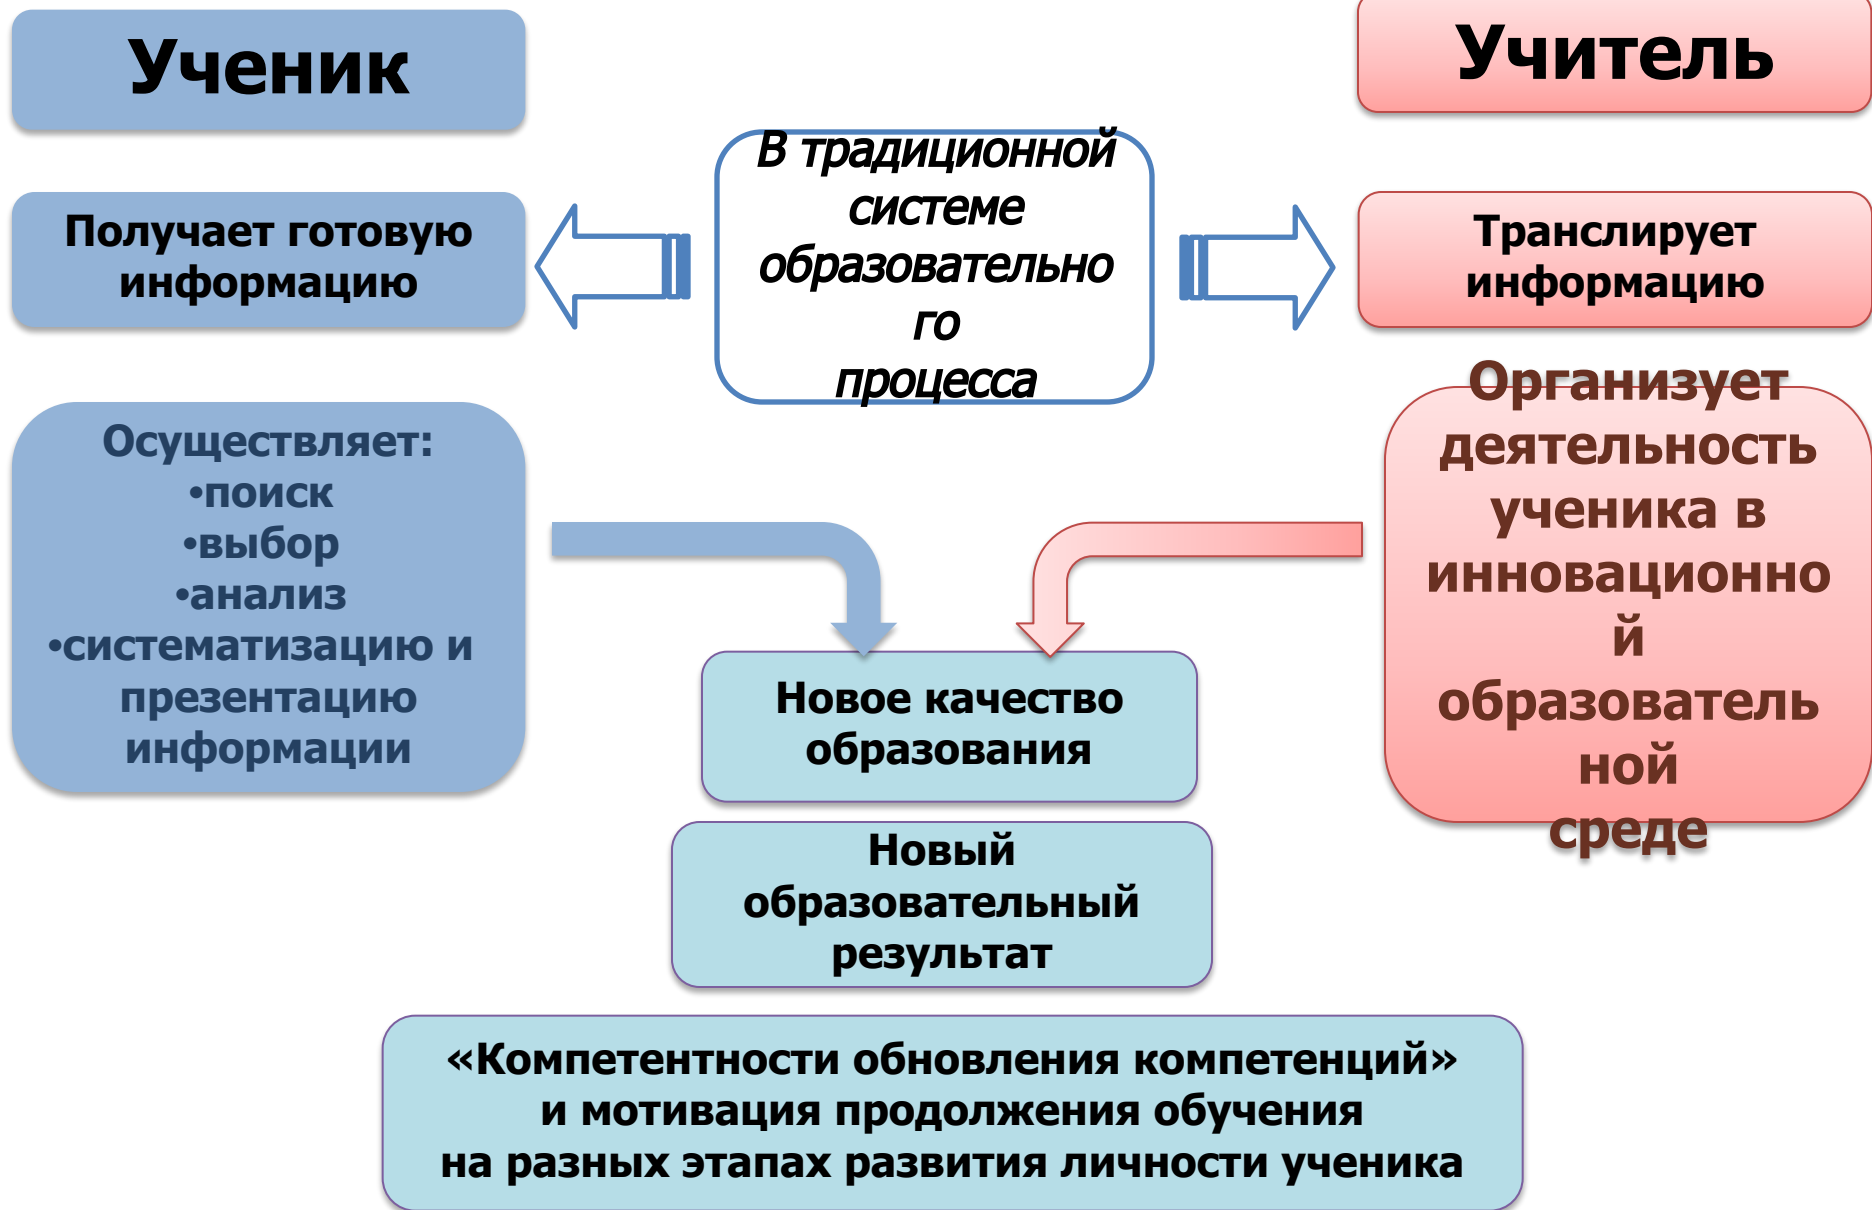 Ученик
Учитель
В традиционной
системе
образовательно
го
процесса
Получает готовую
информацию
Транслирует
информацию
Осуществляет:
•поиск
•выбор
•анализ
•систематизацию и
презентацию
информации
Организует
деятельность
ученика в
инновационно
й
образователь
ной
среде
Новое качество
образования
Новый
образовательный
результат
«Компетентности обновления компетенций»
и мотивация продолжения обучения
на разных этапах развития личности ученика